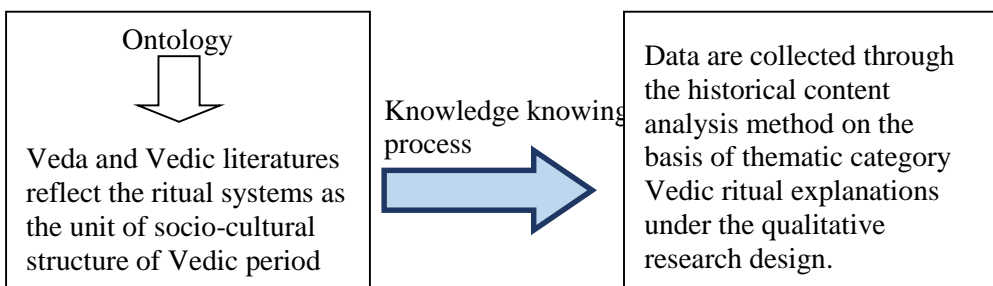 Ontology
Veda and Vedic literatures
reflect the ritual systems as
the unit of socio-cultural
structure of Vedic period
Knowledge knowing
process
Data are collected through
the historical content
analysis method on the
basis of thematic category
Vedic ritual explanations
under the qualitative
research design.